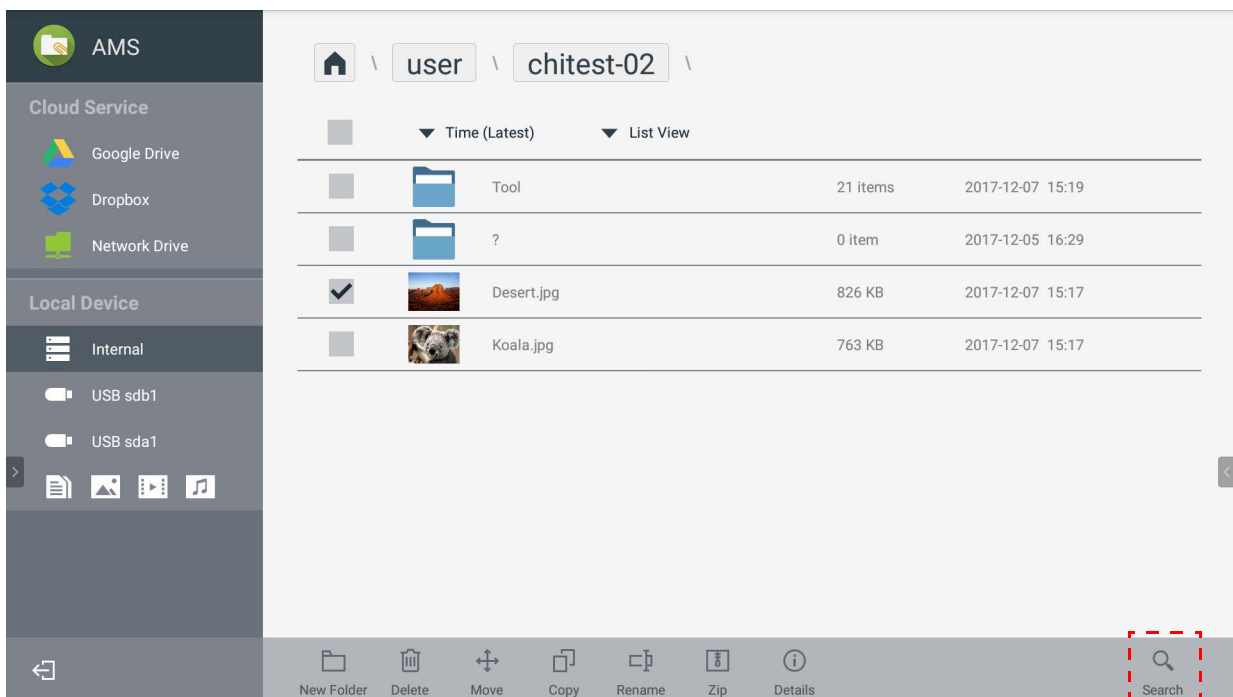 AMS
Cloud Service
Google Drive
Dropbox
Network Drive
Local Device
Internal
USB sdb1
USB sda1
\ user \ chitest-02 \
Time (Latest) List View
Tool 21 items 2017-12-07 15:19
? 0 item 2017-12-05 16:29
Desert.jpg 826 KB 2017-12-07 15:17
Koala.jpg 763 KB 2017-12-07 15:17
New Folder Delete Move Copy Rename Zip Details Search